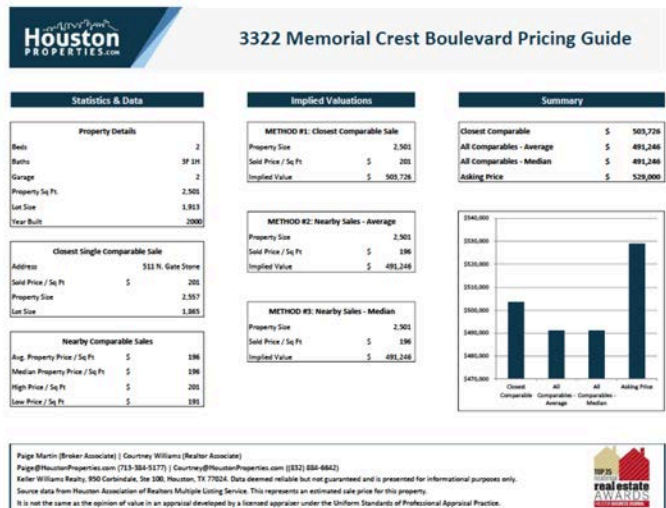 Houston
PROPERTIES.com
3322 Memorial Crest Boulevard Pricing Guide
Statistics & Data
Property Details
Beds 2
Baths 3F 1H
Garage 2
Property Sq Ft. 2,501
Lot Size 1,913
Year Built 2000
Closest Single Comparable Sale
Address 511 N. Gate Stone
Sold Price / Sq Ft $ 201
Property Size 2,557
Lot Size 1,865
Nearby Comparable Sales
Avg. Property Price / Sq Ft $ 196
Median Property Price / Sq Ft $ 196
High Price / Sq Ft $ 201
Low Price / Sq Ft $ 191
Implied Valuations
METHOD #1: Closest Comparable Sale
Property Size 2,501
Sold Price / Sq Ft $ 201
Implied Value $ 503,726
METHOD #2: Nearby Sales - Average
Property Size 2,501
Sold Price / Sq Ft $ 196
Implied Value $ 491,246
METHOD #3: Nearby Sales - Median
Property Size 2,501
Sold Price / Sq Ft $ 196
Implied Value $ 491,246
Summary
Closest Comparable $ 503,726
All Comparables - Average $ 491,246
All Comparables - Median $ 491,246
Asking Price $ 529,000
$540,000
$530,000
$520,000
$510,000
$500,000
$490,000
$480,000
$470,000
Closest Comparable
All Comparables - Average
All Comparables - Median
Asking Price
Paige Martin (Broker Associate) | Courtney Williams (Realtor Associate)
Paige@HoustonProperties.com (713-384-5177) | Courtney@HoustonProperties.com ((832) 884-6642)
Keller Williams Realty, 950 Corbindale, Ste 100, Houston, TX 77024. Data deemed reliable but not guaranteed and is presented for informational purposes only.
Source data from Houston Association of Realtors Multiple Listing Service. This represents an estimated sale price for this property.
It is not the same as the opinion of value in an appraisal developed by a licensed appraiser under the Uniform Standards of Professional Appraisal Practice.
TOP 25
real estate
AWARDS